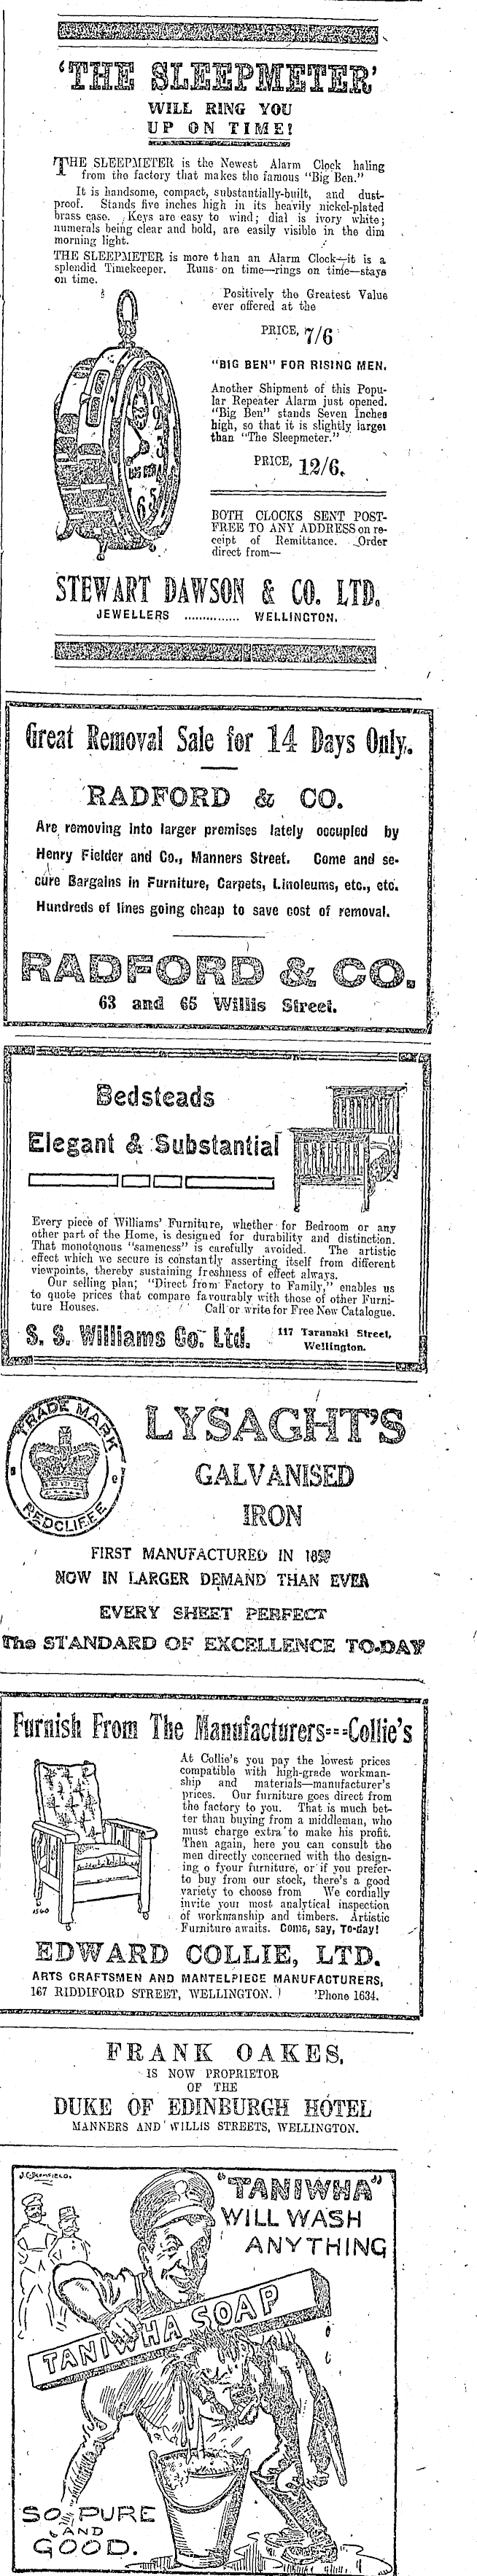 'THE SLEEPMETER'
WILL RING YOU
UP ON TIME!
THE SLEEPMETER is the Newest Alarm Clock haling
from the factory that makes the famous "Big Ben."
It is handsome, compact, substantially-built, and dust-
proof. Stands five inches high in its heavily nickel-plated
brass case. Keys are easy to wind; dial is ivory white;
numerals being clear and bold, are easily visible in the dim
morning light.
THE SLEEPMETER is more than an Alarm Clock—it is a
splendid Timekeeper. Runs on time—rings on time—stays
on time.
Positively the Greatest Value
ever offered at the
PRICE, 7/6
"BIG BEN" FOR RISING MEN.
Another Shipment of this Popu-
lar Repeater Alarm just opened.
"Big Ben" stands Seven Inches
high, so that it is slightly larger
than "The Sleepmeter."
PRICE, 12/6.
BIG BEN
BOTH CLOCKS SENT POST-
FREE TO ANY ADDRESS on re-
ceipt of Remittance. Order
direct from—
STEWART DAWSON & CO. LTD.
JEWELLERS ............... WELLINGTON.
Great Removal Sale for 14 Days Only.
RADFORD & CO.
Are removing into larger premises lately occupied by
Henry Fielder and Co., Manners Street. Come and se-
cure Bargains in Furniture, Carpets, Linoleums, etc., etc.
Hundreds of lines going cheap to save cost of removal.
RADFORD & CO.
63 and 65 Willis Street.
Bedsteads
Elegant & Substantial
Every piece of Williams' Furniture, whether for Bedroom or any
other part of the Home, is designed for durability and distinction.
That monotonous "sameness" is carefully avoided. The artistic
effect which we secure is constantly asserting itself from different
viewpoints, thereby sustaining freshness of effect always.
Our selling plan; "Direct from Factory to Family," enables us
to quote prices that compare favourably with those of other Furni-
ture Houses. Call or write for Free New Catalogue.
S. S. Williams Co. Ltd. 117 Taranaki Street,
Wellington.
TRADE MARK
REDCLIFFE
LYSAGHT'S
GALVANISED
IRON
FIRST MANUFACTURED IN
NOW IN LARGER DEMAND THAN EVER
EVERY SHEET PERFECT
The STANDARD OF EXCELLENCE TO-DAY
Furnish From The Manufacturers---Collie's
At Collie's you pay the lowest prices
compatible with high-grade workman-
ship and materials—manufacturer's
prices. Our furniture goes direct from
the factory to you. That is much bet-
ter than buying from a middleman, who
must charge extra to make his profit.
Then again, here you can consult the
men directly concerned with the design-
ing o fyour furniture, or if you prefer-
to buy from our stock, there's a good
variety to choose from We cordially
invite your most analytical inspection
of workmanship and timbers. Artistic
Furniture awaits. Come, say, To-day!
1560
EDWARD COLLIE, LTD.
ARTS CRAFTSMEN AND MANTELPIECE MANUFACTURERS,
167 RIDDIFORD STREET, WELLINGTON. 'Phone 1634.
FRANK OAKES,
IS NOW PROPRIETOR
OF THE
DUKE OF EDINBURGH HOTEL
MANNERS AND WILLIS STREETS, WELLINGTON.
"TANIWHA"
WILL WASH
ANYTHING
TANIWHA SOAP
SO PURE
AND
GOOD.